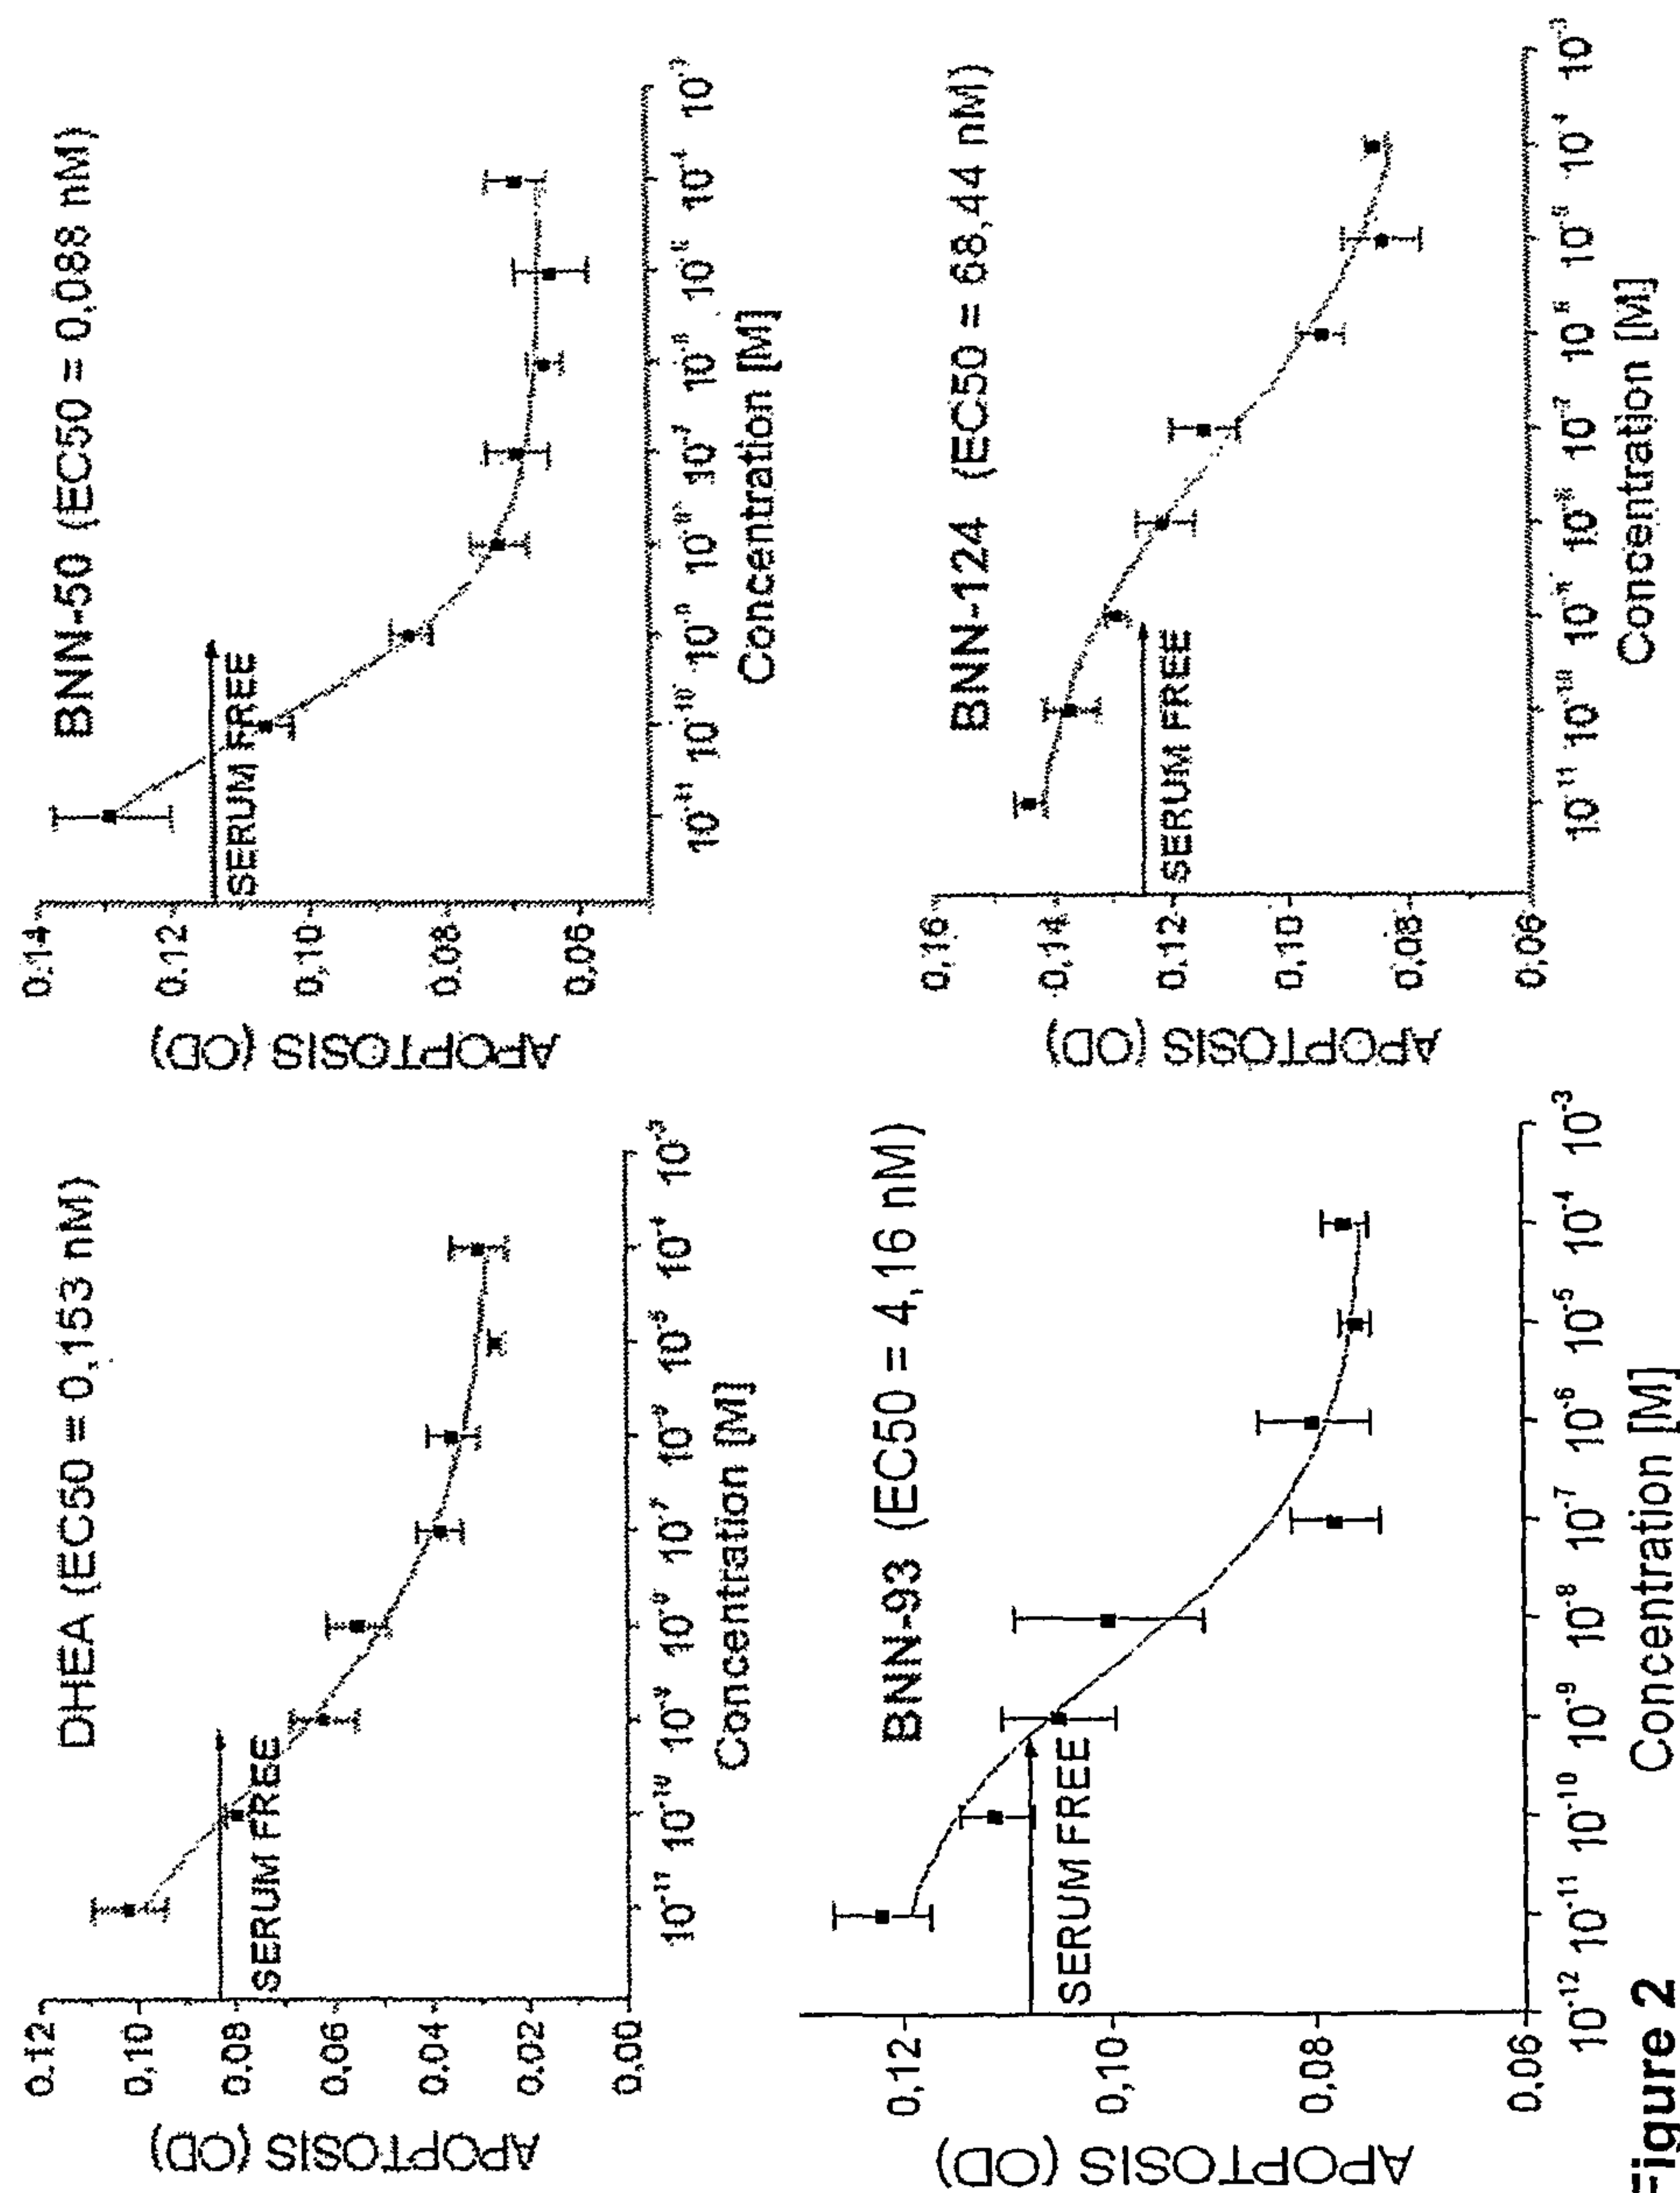 DHEA (EC50 = 0,153 nM)
APOPTOSIS (OD)
0.12
0,10
0,08
0,06
0,04
0,02
0,00
SERUM FREE
10⁻¹¹ 10⁻¹⁰ 10⁻⁹ 10⁻⁸ 10⁻⁷ 10⁻⁶ 10⁻⁵ 10⁻⁴ 10⁻³
Concentration [M]
BNN-50 (EC50 = 0,088 nM)
APOPTOSIS (OD)
0.14
0.12
0,10
0.08
0,06
SERUM FREE
10⁻¹¹ 10⁻¹⁰ 10⁻⁹ 10⁻⁸ 10⁻⁷ 10⁻⁶ 10⁻⁵ 10⁻⁴ 10⁻³
Concentration [M]
BNN-93 (EC50 = 4,16 nM)
APOPTOSIS (OD)
0,12
0,10
0,08
0,06
SERUM FREE
10⁻¹² 10⁻¹¹ 10⁻¹⁰ 10⁻⁹ 10⁻⁸ 10⁻⁷ 10⁻⁶ 10⁻⁵ 10⁻⁴ 10⁻³
Concentration [M]
BNN-124 (EC50 = 68,44 nM)
APOPTOSIS (OD)
0,16
0,14
0,12
0,10
0,08
0,06
SERUM FREE
10⁻¹¹ 10⁻¹⁰ 10⁻⁹ 10⁻⁸ 10⁻⁷ 10⁻⁶ 10⁻⁵ 10⁻⁴ 10⁻³
Concentration [M]
Figure 2